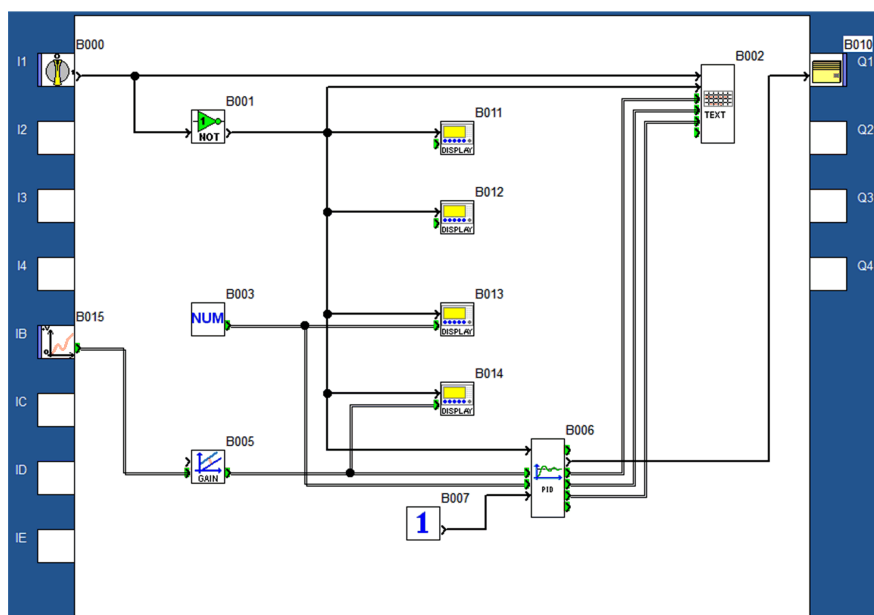 I1
B000
B002
B010
Q1
B001
1
NOT
B011
DISPLAY
TEXT
I2
Q2
B012
DISPLAY
I3
Q3
I4
Q4
B003
NUM
B013
DISPLAY
IB
B015
B014
DISPLAY
IC
B005
GAIN
B006
PID
ID
B007
1
IE